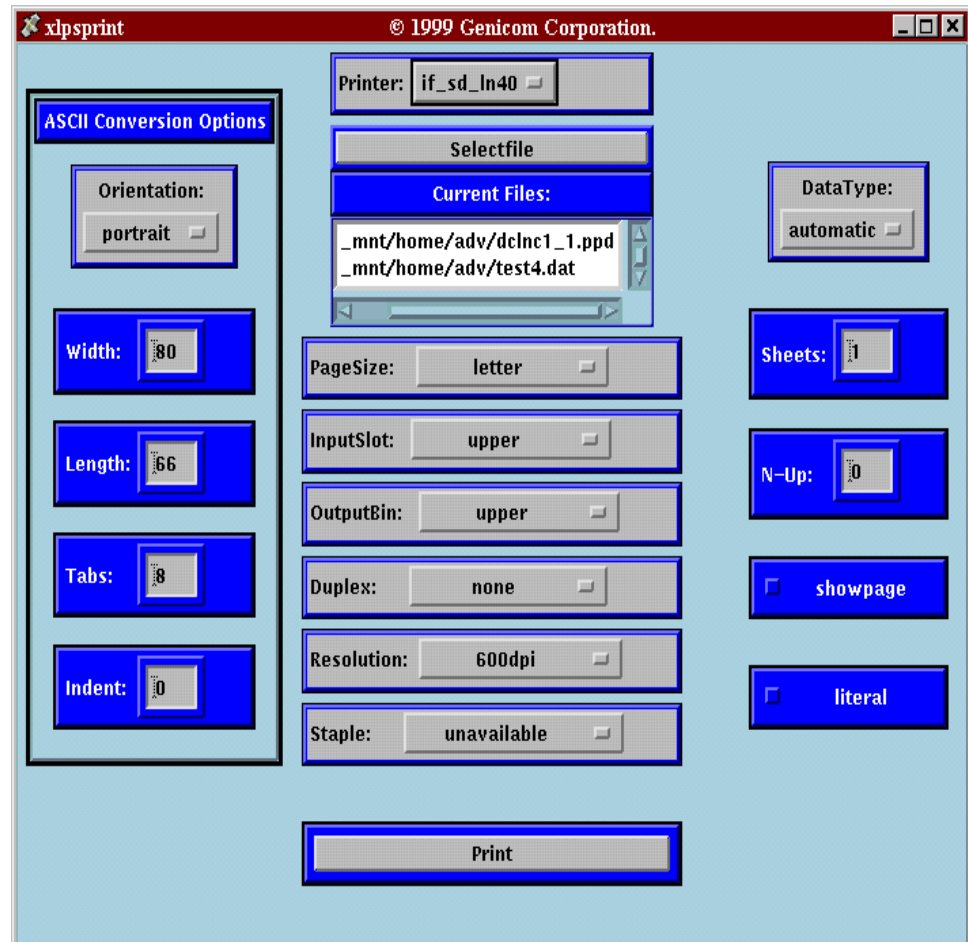 xlpsprint © 1999 Genicom Corporation.
Printer: if_sd_ln40
ASCII Conversion Options
Orientation:
portrait
Width: 80
Length: 66
Tabs: 8
Indent: 0
Selectfile
Current Files:
_mnt/home/adv/dclnc1_1.ppd
_mnt/home/adv/test4.dat
PageSize: letter
InputSlot: upper
OutputBin: upper
Duplex: none
Resolution: 600dpi
Staple: unavailable
Print
DataType:
automatic
Sheets: 1
N-Up: 0
showpage
literal